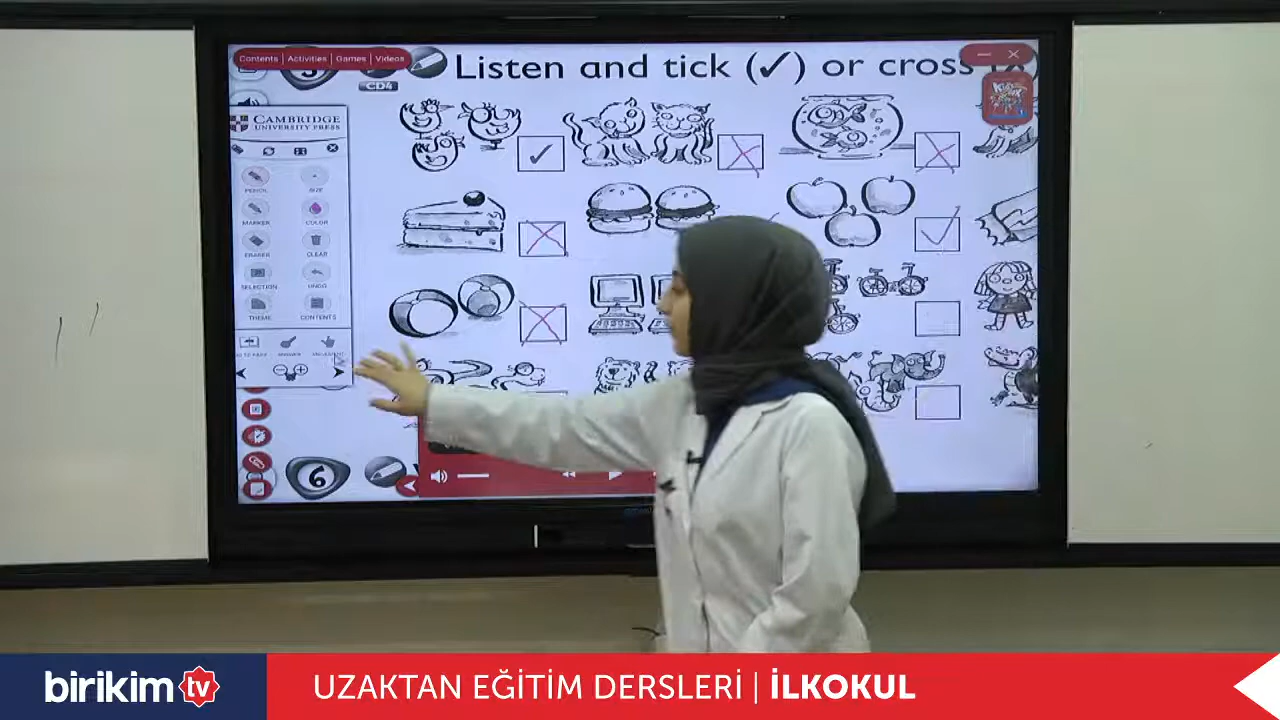 Contents | Activities | Games | Videos
Listen and tick (✓) or cross
CD4
CAMBRIDGE
UNIVERSITY PRESS
PENCIL
SIZE
MARKER
COLOR
ERASER
CLEAR
SELECTION
UNDO
THEME
CONTENTS
6
birikim tv
UZAKTAN EĞİTİM DERSLERİ | İLKOKUL